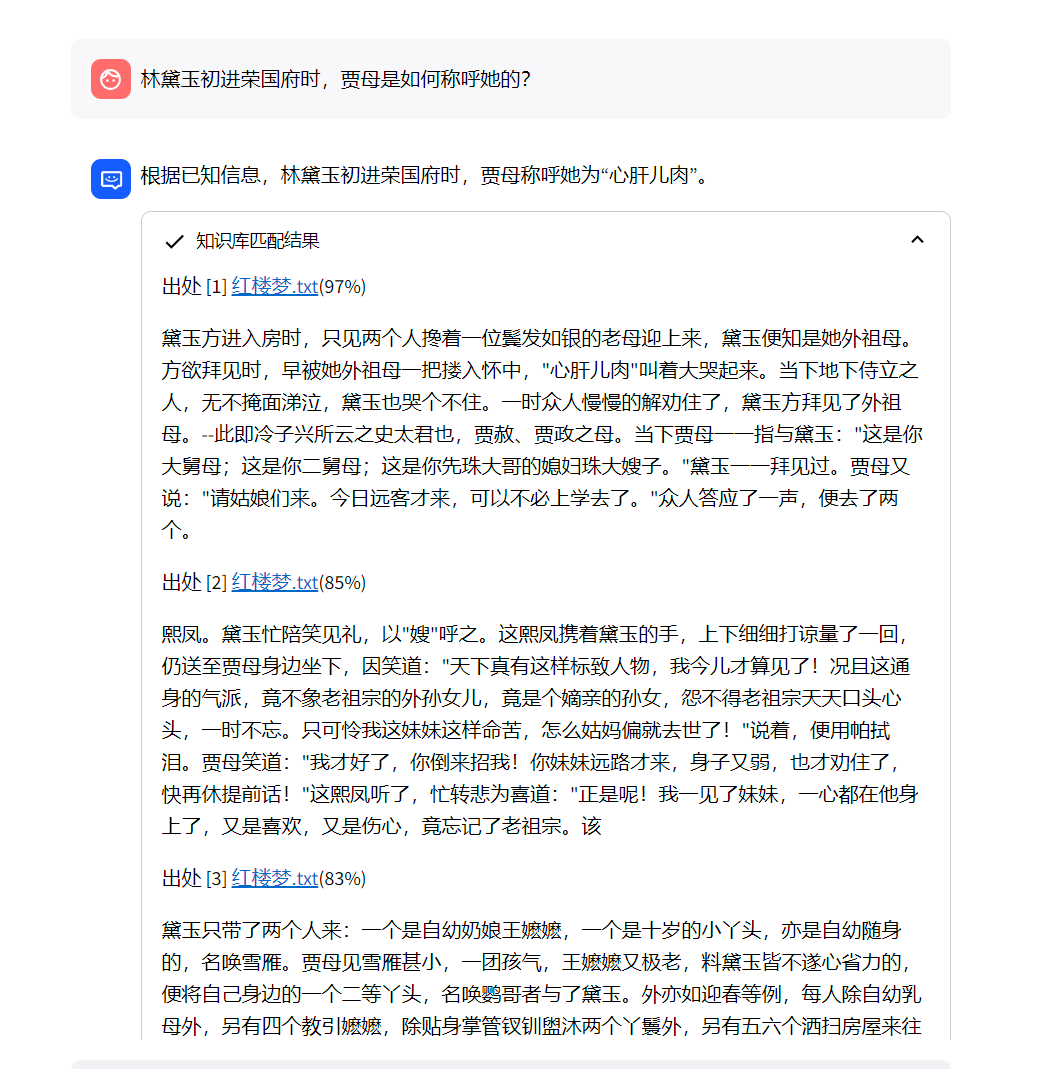 林黛玉初进荣国府时，贾母是如何称呼她的？
根据已知信息，林黛玉初进荣国府时，贾母称呼她为“心肝儿肉”。
知识库匹配结果
出处 [1] 红楼梦.txt(97%)
黛玉方进入房时，只见两个人搀着一位鬓发如银的老母迎上来，黛玉便知是她外祖母。
方欲拜见时，早被她外祖母一把搂入怀中，"心肝儿肉"叫着大哭起来。当下地下侍立之
人，无不掩面涕泣，黛玉也哭个不住。一时众人慢慢的解劝住了，黛玉方拜见了外祖
母。--此即冷子兴所云之史太君也，贾赦、贾政之母。当下贾母一一指与黛玉："这是你
大舅母；这是你二舅母；这是你先珠大哥的媳妇珠大嫂子。"黛玉一一拜见过。贾母又
说："请姑娘们来。今日远客才来，可以不必上学去了。"众人答应了一声，便去了两
个。
出处 [2] 红楼梦.txt(85%)
熙凤。黛玉忙陪笑见礼，以"嫂"呼之。这熙凤携着黛玉的手，上下细细打谅量了一回，
仍送至贾母身边坐下，因笑道："天下真有这样标致人物，我今儿才算见了！况且这通
身的气派，竟不象老祖宗的外孙女儿，竟是个嫡亲的孙女，怨不得老祖宗天天口头心
头，一时不忘。只可怜我这妹妹这样命苦，怎么姑妈偏就去世了！"说着，便用帕拭
泪。贾母笑道："我才好了，你倒来招我！你妹妹远路才来，身子又弱，也才劝住了，
快再休提前话！"这熙凤听了，忙转悲为喜道："正是呢！我一见了妹妹，一心都在他身
上了，又是喜欢，又是伤心，竟忘记了老祖宗。该
出处 [3] 红楼梦.txt(83%)
黛玉只带了两个人来：一个是自幼奶娘王嬷嬷，一个是十岁的小丫头，亦是自幼随身
的，名唤雪雁。贾母见雪雁甚小，一团孩气，王嬷嬷又极老，料黛玉皆不遂心省力的，
便将自己身边的一个二等丫头，名唤鹦哥者与了黛玉。外亦如迎春等例，每人除自幼乳
母外，另有四个教引嬷嬷，除贴身掌管钗钏盥沐两个丫鬟外，另有五六个洒扫房屋来往